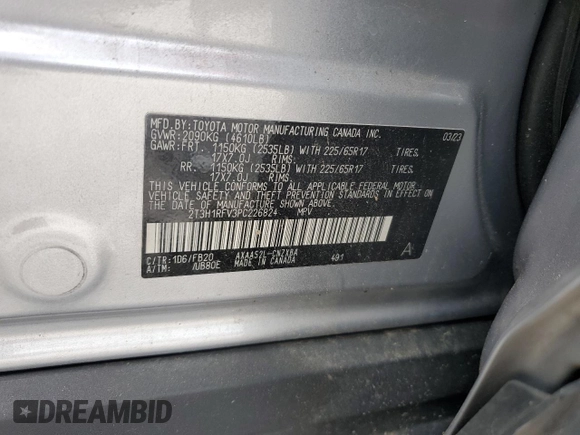 MFD.BY:TOYOTA MOTOR MANUFACTURING CANADA INC.
GVWR:2090KG (4610LB) 03/23
GAWR:FRT. 1150KG (2535LB) WITH 225/65R17 TIRES.
17X7.0J RIMS.
RR. 1150KG (2535LB) WITH 225/65R17 TIRES.
17X7.0J RIMS.
THIS VEHICLE CONFORMS TO ALL APPLICABLE FEDERAL MOTOR
VEHICLE SAFETY AND THEFT PREVENTION STANDARDS IN EFFECT ON
THE DATE OF MANUFACTURE SHOWN ABOVE.
2T3H1RFV3PC226824 MPV
C/TR:1D6/FB20 A
A/TM: /UB80E MADE IN CANADA 491
DREAMBID